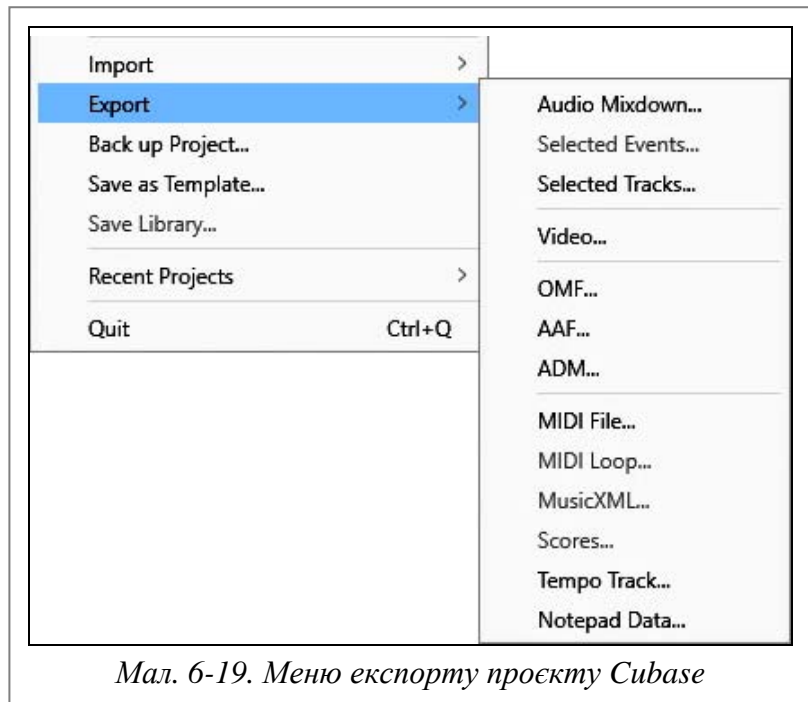 Import >
Export >
Back up Project...
Save as Template...
Save Library...
Recent Projects >
Quit Ctrl+Q
Audio Mixdown...
Selected Events...
Selected Tracks...
Video...
OMF...
AAF...
ADM...
MIDI File...
MIDI Loop...
MusicXML...
Scores...
Tempo Track...
Notepad Data...
Мал. 6-19. Меню експорту проєкту Cubase